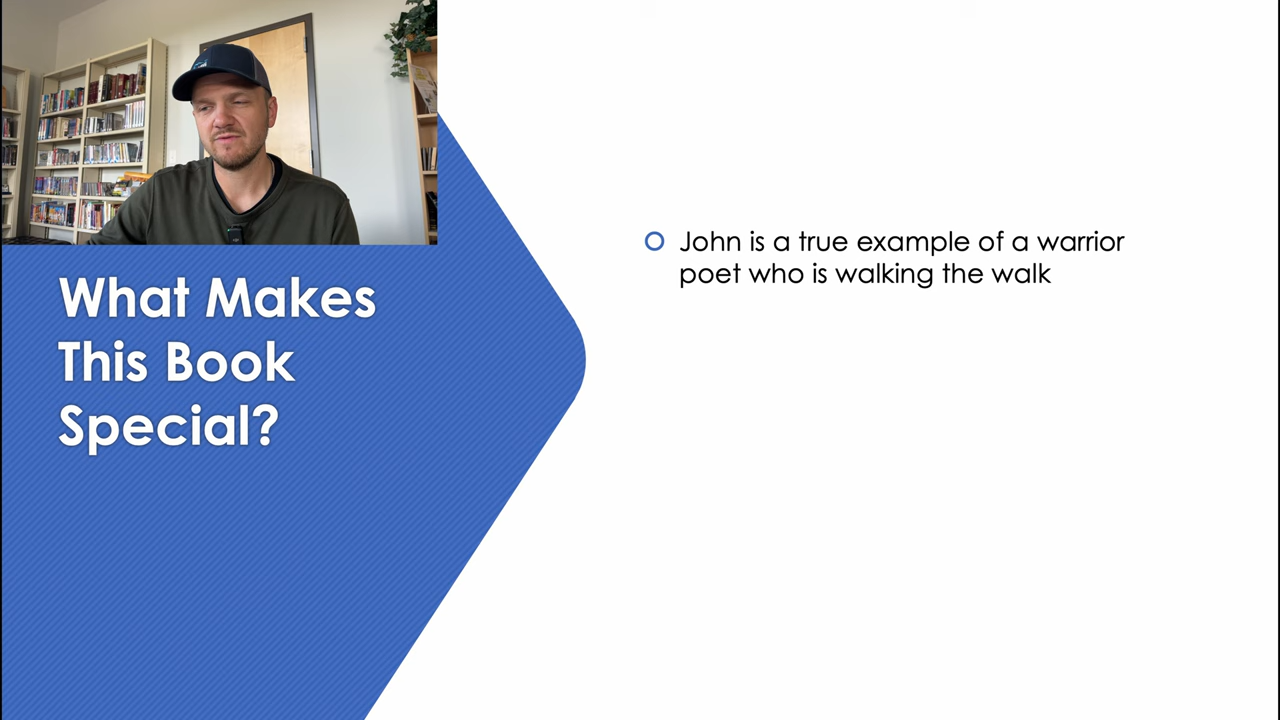 What Makes
This Book
Special?
John is a true example of a warrior
poet who is walking the walk